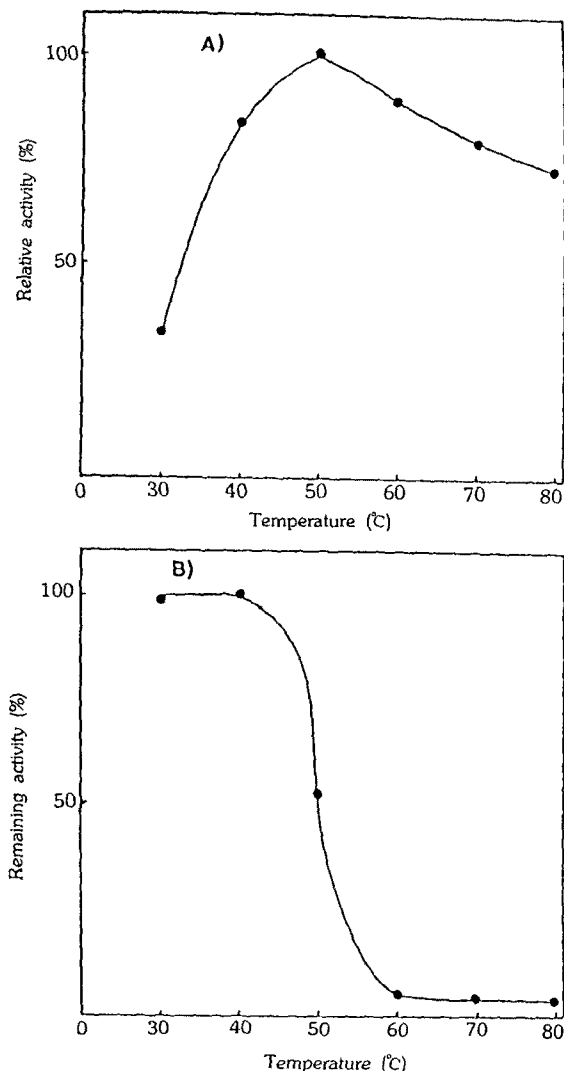 A)
100
50
Relative activity (%)
0 30 40 50 60 70 80
Temperature (℃)
B)
100
50
Remaining activity (%)
0 30 40 50 60 70 80
Temperature (℃)